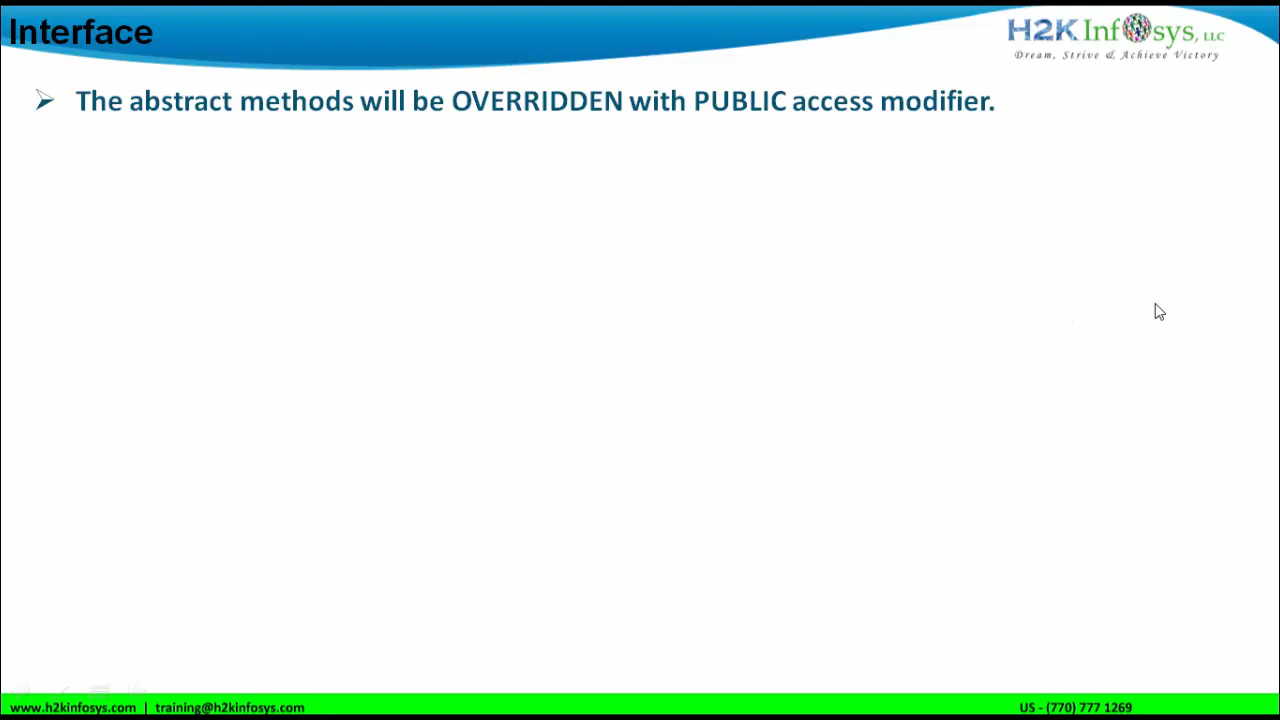 Interface
H2K Infosys, LLC
Dream, Strive & Achieve Victory
The abstract methods will be OVERRIDDEN with PUBLIC access modifier.
www.h2kinfosys.com | training@h2kinfosys.com
US - (770) 777 1269